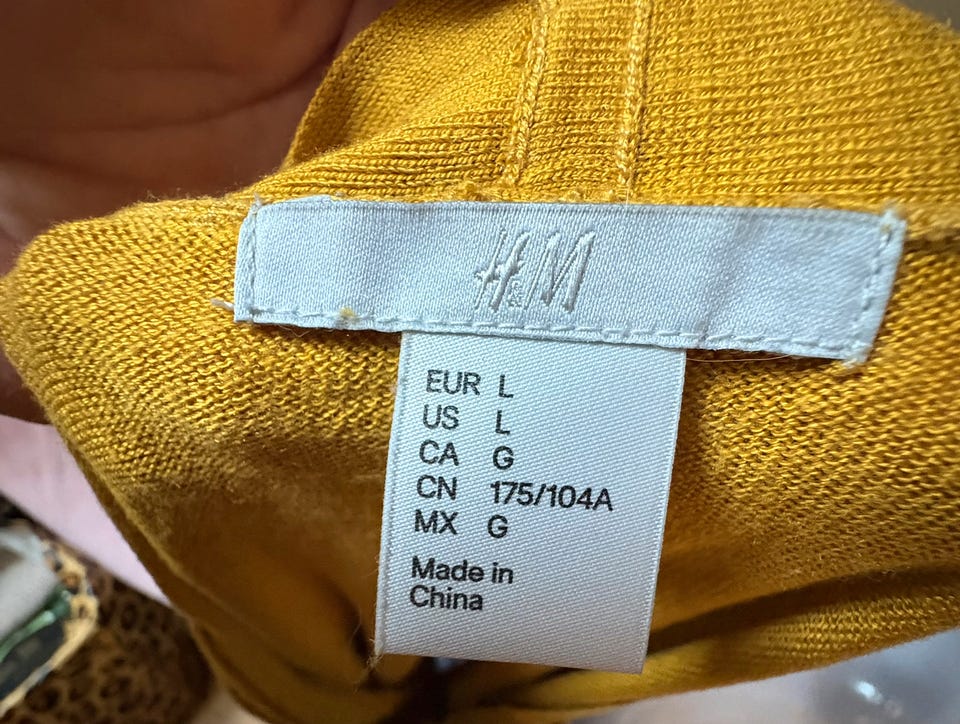 H&M
EUR L
US L
CA G
CN 175/104A
MX G
Made in
China